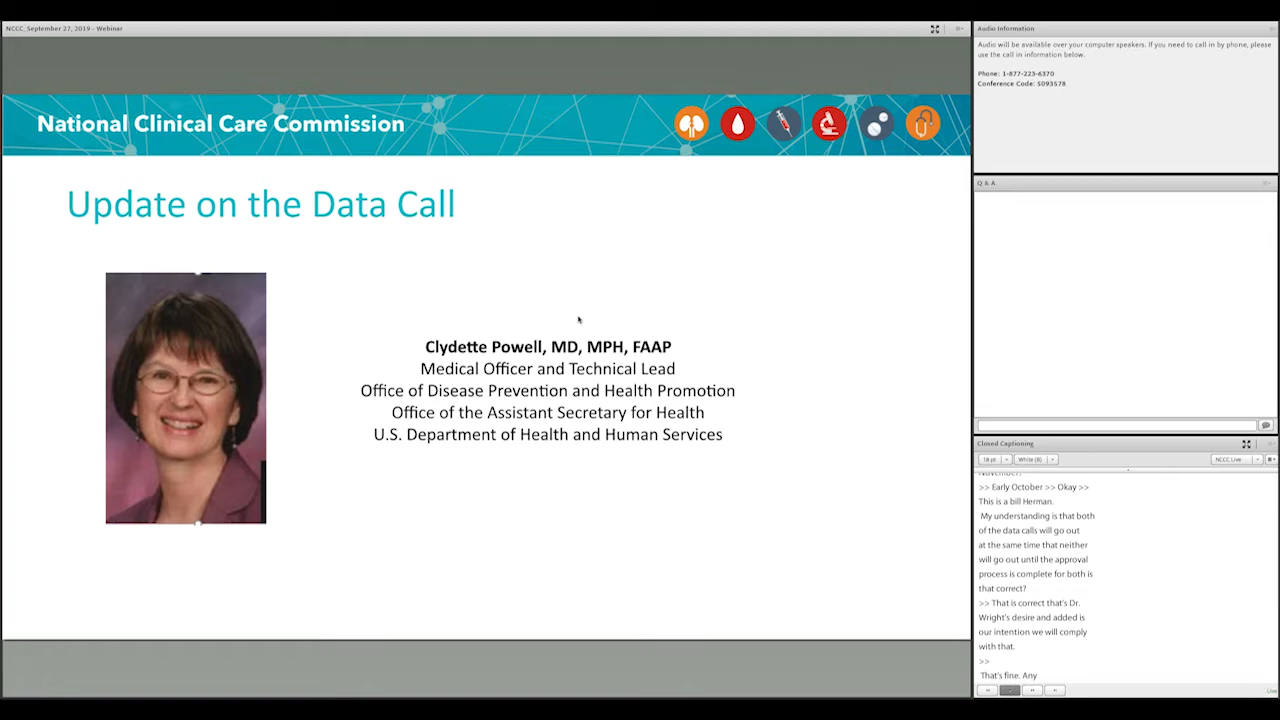 NCCC_September 27, 2019 - Webinar
National Clinical Care Commission
Update on the Data Call
Clydette Powell, MD, MPH, FAAP
Medical Officer and Technical Lead
Office of Disease Prevention and Health Promotion
Office of the Assistant Secretary for Health
U.S. Department of Health and Human Services
Audio Information
Audio will be available over your computer speakers. If you need to call in by phone, please
use the call in information below.
Phone: 1-877-223-6370
Conference Code: 5093578
Q & A
Closed Captioning
18 pt
White (B)
NCCC Live
November?
>> Early October >> Okay >>
This is a bill Herman.
My understanding is that both
of the data calls will go out
at the same time that neither
will go out until the approval
process is complete for both is
that correct?
>> That is correct that's Dr.
Wright's desire and added is
our intention we will comply
with that.
>>
That's fine. Any
Live